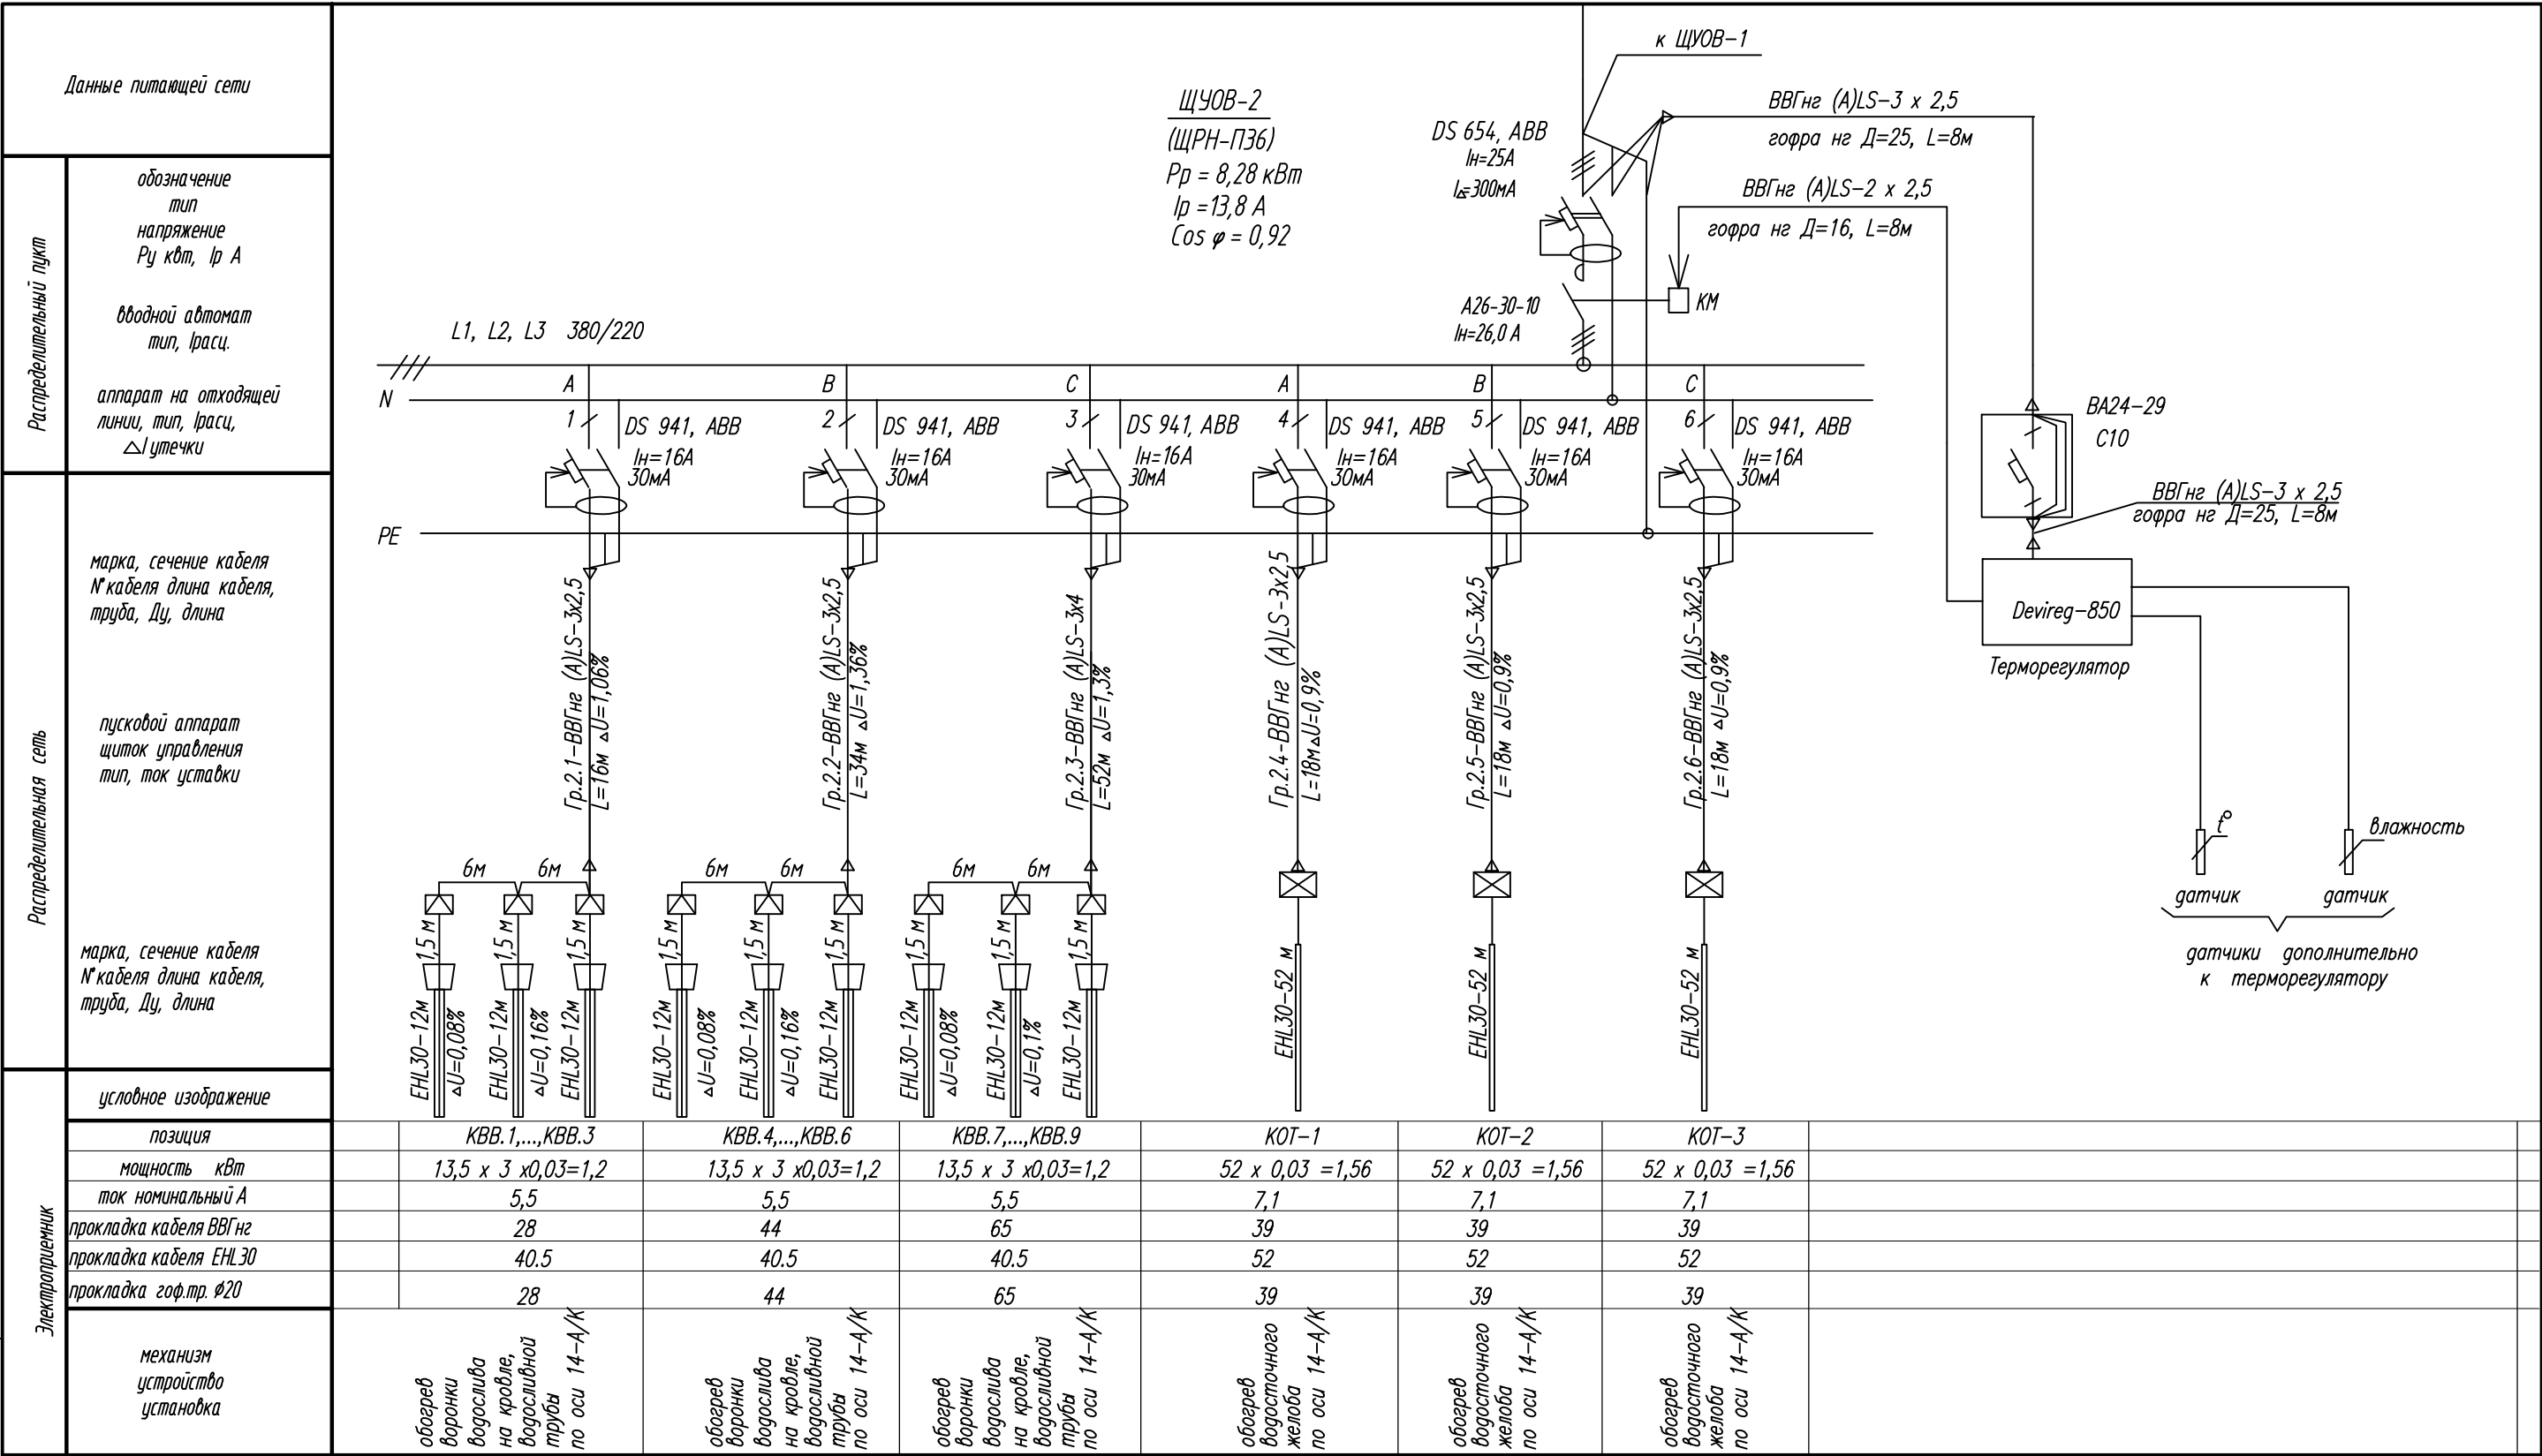 Данные питающей сети
Распределительный пукт
обозначение
тип
напряжение
Ру квт, Iр А
вводной автомат
тип, Iрасц.
аппарат на отходящей
линии, тип, Iрасц,
△I утечки
Распределительная сеть
марка, сечение кабеля
N° кабеля длина кабеля,
труба, Ду, длина
пусковой аппарат
щиток управления
тип, ток уставки
марка, сечение кабеля
N° кабеля длина кабеля,
труба, Ду, длина
Электроприемник
условное изображение
позиция
мощность кВт
ток номинальный А
прокладка кабеля ВВГнг
прокладка кабеля EHL30
прокладка гоф.тр. ⌀20
механизм
устройство
установка
ЩУОВ-2
(ЩРН-П36)
Рр = 8,28 кВт
Iр =13,8 А
Cos φ = 0,92
к ЩУОВ-1
DS 654, ABB
Iн=25А
I△=300мА
ВВГнг (А)LS-3 х 2,5
гофра нг Д=25, L=8м
ВВГнг (А)LS-2 х 2,5
гофра нг Д=16, L=8м
А26-30-10
Iн=26,0 А
КМ
L1, L2, L3 380/220
N
PE
A
1
DS 941, ABB
Iн=16А
30мА
B
2
DS 941, ABB
Iн=16А
30мА
C
3
DS 941, ABB
Iн=16А
30мА
A
4
DS 941, ABB
Iн=16А
30мА
B
5
DS 941, ABB
Iн=16А
30мА
C
6
DS 941, ABB
Iн=16А
30мА
ВА24-29
С10
ВВГнг (А)LS-3 х 2,5
гофра нг Д=25, L=8м
Devireg-850
Терморегулятор
t°
влажность
датчик
датчик
датчики дополнительно
к терморегулятору
Гр.2.1-ВВГнг (А)LS-3х2,5
L=16м △U=1,06%
Гр.2.2-ВВГнг (А)LS-3х2,5
L=34м △U=1,36%
Гр.2.3-ВВГнг (А)LS-3х4
L=52м △U=1,3%
Гр.2.4-ВВГнг (А)LS-3х2,5
L=18м△U=0,9%
Гр.2.5-ВВГнг (А)LS-3х2,5
L=18м △U=0,9%
Гр.2.6-ВВГнг (А)LS-3х2,5
L=18м △U=0,9%
6м
6м
6м
6м
6м
6м
1,5 м
1,5 м
1,5 м
1,5 м
1,5 м
1,5 м
1,5 м
1,5 м
1,5 м
EHL30-12м
△U=0,08%
EHL30-12м
△U=0,16%
EHL30-12м
EHL30-12м
△U=0,08%
EHL30-12м
△U=0,16%
EHL30-12м
EHL30-12м
△U=0,08%
EHL30-12м
△U=0,1%
EHL30-12м
EHL30-52 м
EHL30-52 м
EHL30-52 м
КВВ.1,...,КВВ.3
КВВ.4,...,КВВ.6
КВВ.7,...,КВВ.9
КОТ-1
КОТ-2
КОТ-3
13,5 х 3 х0,03=1,2
13,5 х 3 х0,03=1,2
13,5 х 3 х0,03=1,2
52 х 0,03 =1,56
52 х 0,03 =1,56
52 х 0,03 =1,56
5,5
5,5
5,5
7,1
7,1
7,1
28
44
65
39
39
39
40.5
40.5
40.5
52
52
52
28
44
65
39
39
39
обогрев
воронки
водослива
на кровле,
водосливной
трубы
по оси 14-А/К
обогрев
воронки
водослива
на кровле,
водосливной
трубы
по оси 14-А/К
обогрев
воронки
водослива
на кровле,
водосливной
трубы
по оси 14-А/К
обогрев
водосточного
желоба
по оси 14-А/К
обогрев
водосточного
желоба
по оси 14-А/К
обогрев
водосточного
желоба
по оси 14-А/К